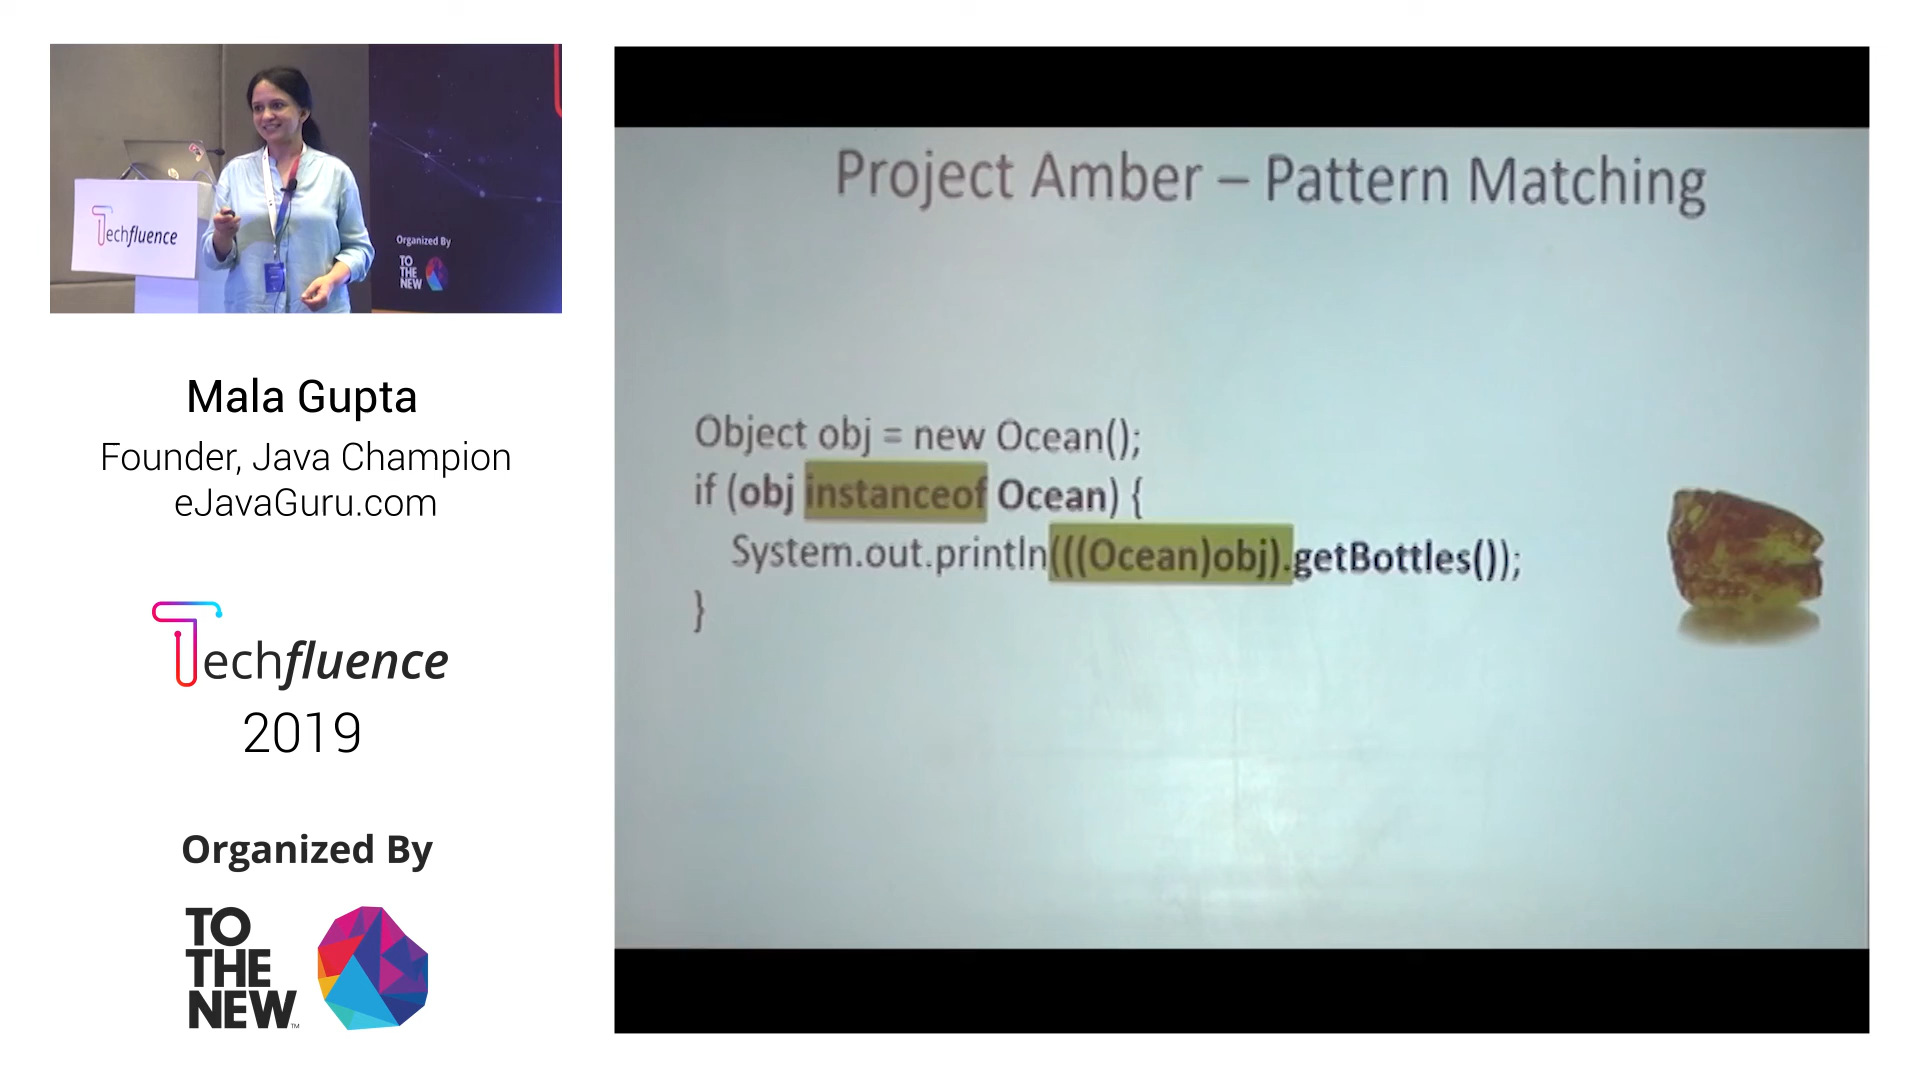 Techfluence
Organized By
TO
THE
NEW
Mala Gupta
Founder, Java Champion
eJavaGuru.com
Techfluence
2019
Organized By
TO
THE
NEW™
Project Amber – Pattern Matching
Object obj = new Ocean();
if (obj instanceof Ocean) {
System.out.println(((Ocean)obj).getBottles());
}